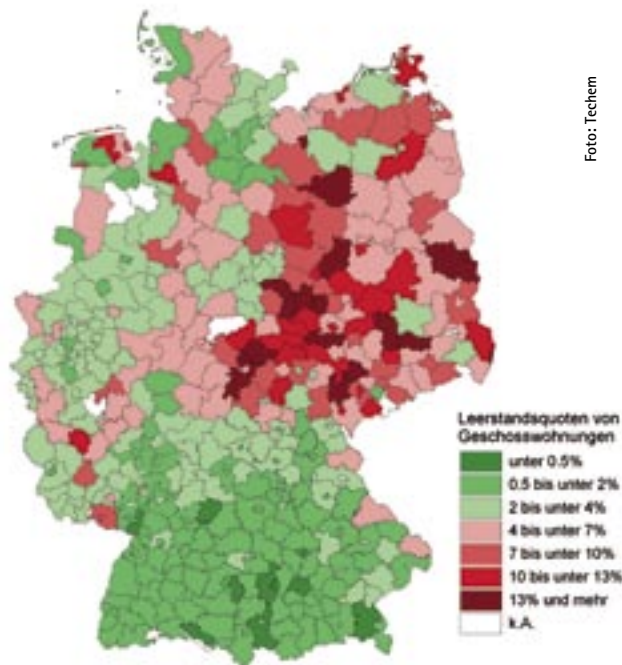 Foto: Techem
Leerstandsquoten von
Geschosswohnungen
unter 0.5%
0.5 bis unter 2%
2 bis unter 4%
4 bis unter 7%
7 bis unter 10%
10 bis unter 13%
13% und mehr
k.A.